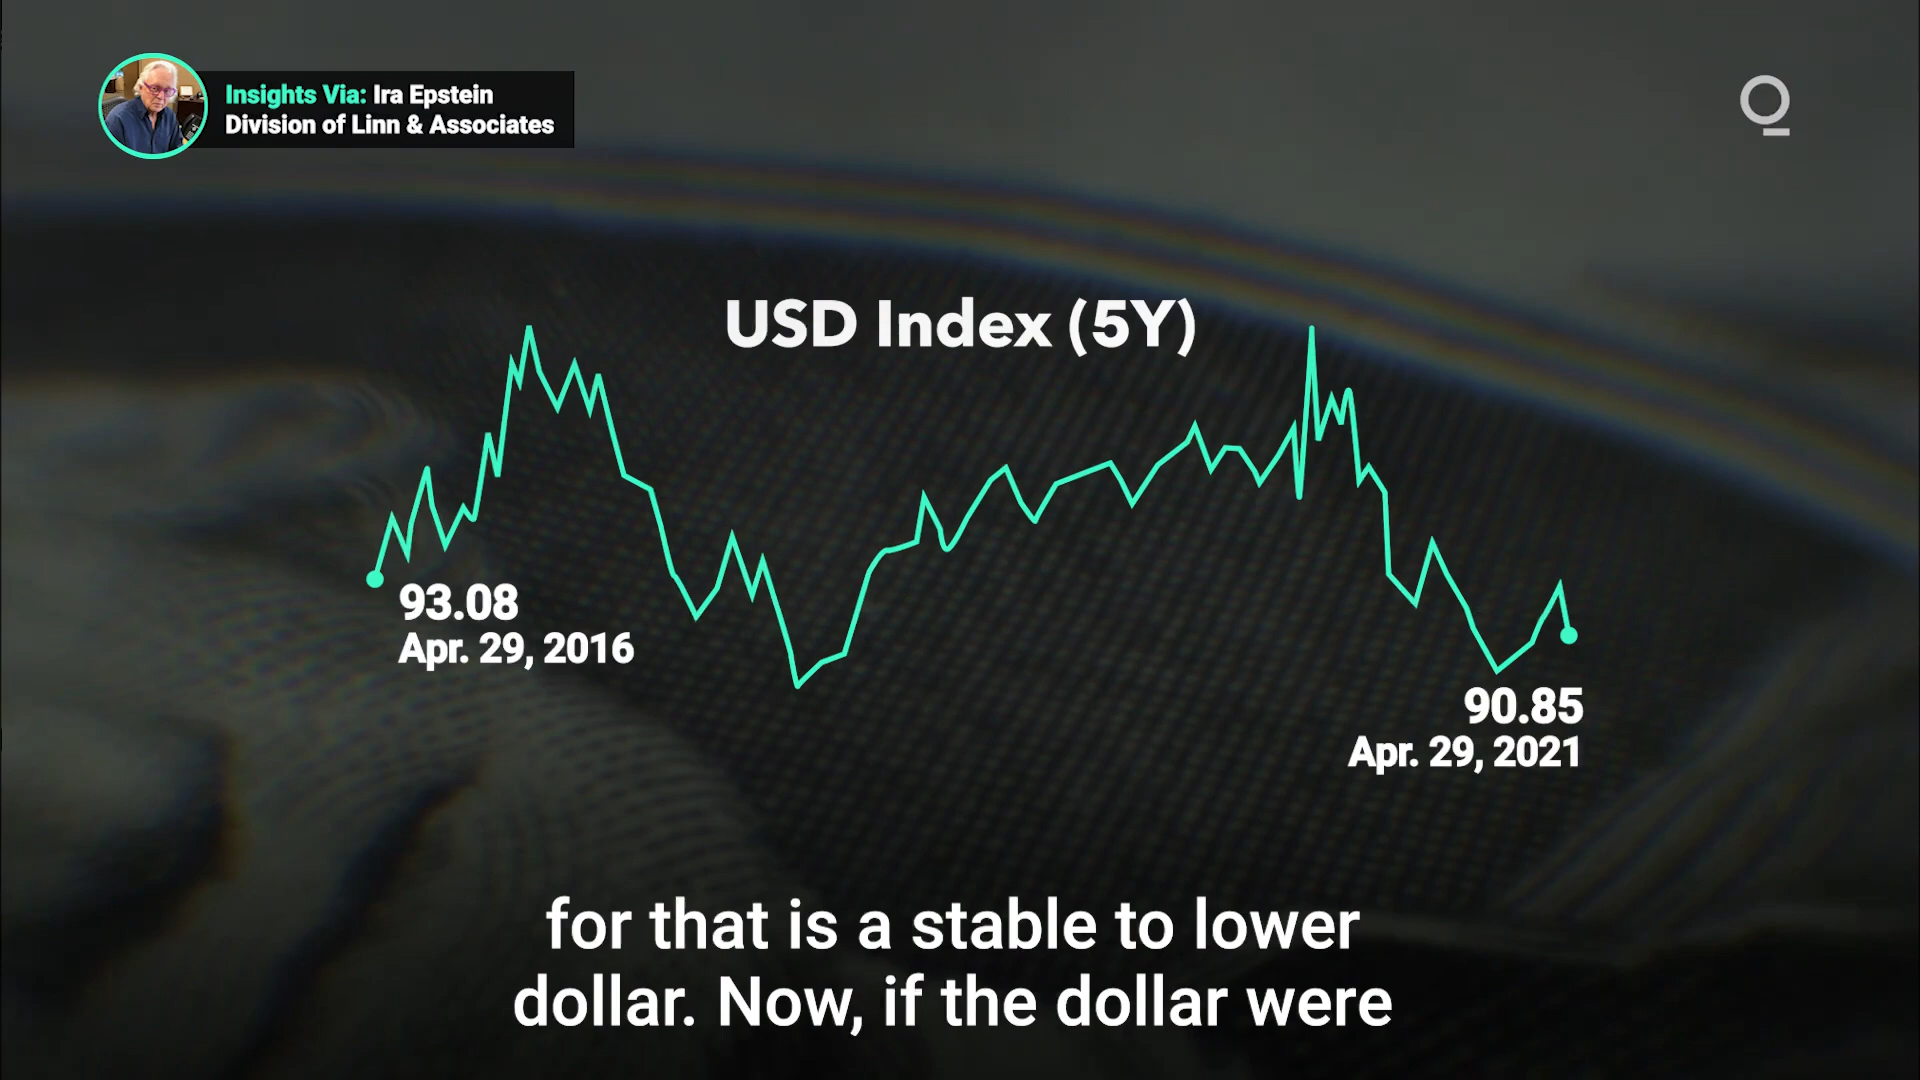 Insights Via: Ira Epstein
Division of Linn & Associates
USD Index (5Y)
93.08
Apr. 29, 2016
90.85
Apr. 29, 2021
for that is a stable to lower
dollar. Now, if the dollar were